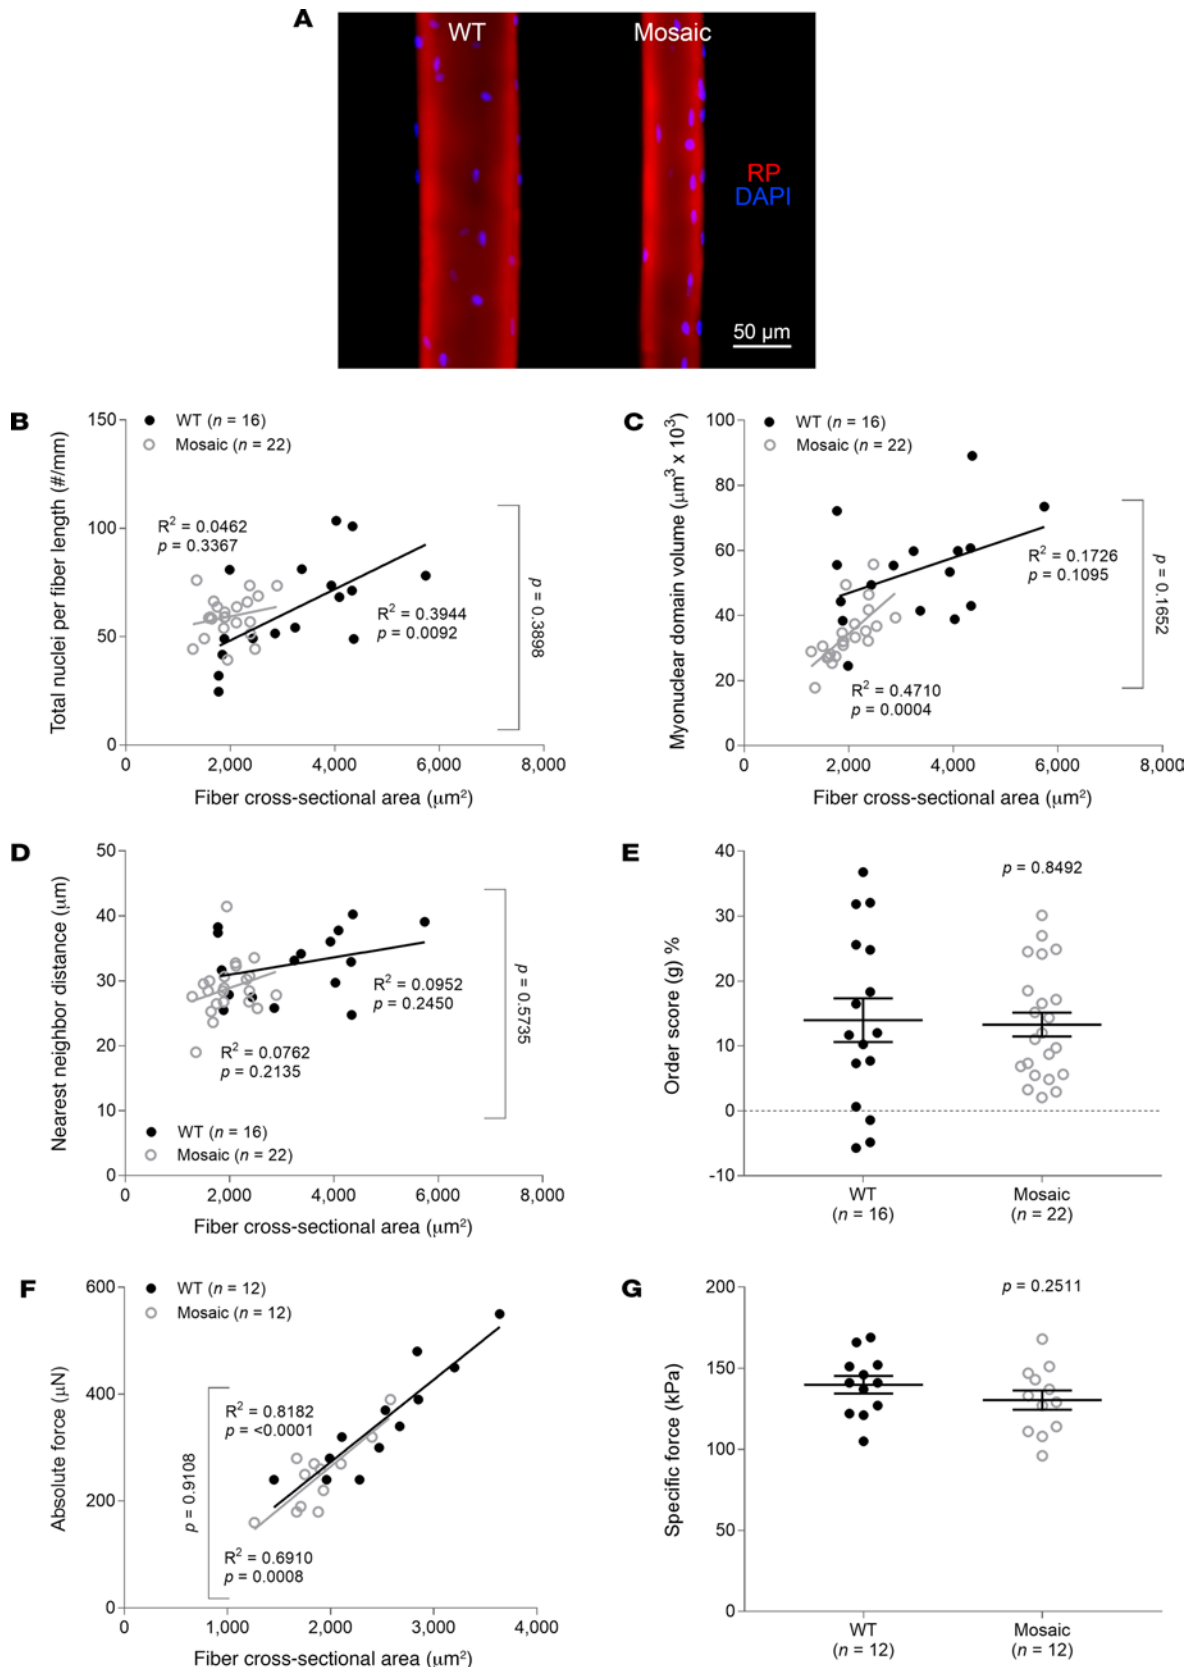 A
WT
Mosaic
RP
DAPI
50 µm
B
WT (n = 16)
Mosaic (n = 22)
Total nuclei per fiber length (#/mm)
150
100
50
0
R² = 0.0462
p = 0.3367
R² = 0.3944
p = 0.0092
p = 0.3898
0
2,000
4,000
6,000
8,000
Fiber cross-sectional area (µm²)
C
WT (n = 16)
Mosaic (n = 22)
Myonuclear domain volume (µm³ x 10³)
100
80
60
40
20
0
R² = 0.1726
p = 0.1095
R² = 0.4710
p = 0.0004
p = 0.1652
0
2,000
4,000
6,000
8,000
Fiber cross-sectional area (µm²)
D
Nearest neighbor distance (µm)
50
40
30
20
10
0
R² = 0.0952
p = 0.2450
R² = 0.0762
p = 0.2135
p = 0.5735
WT (n = 16)
Mosaic (n = 22)
0
2,000
4,000
6,000
8,000
Fiber cross-sectional area (µm²)
E
Order score (g) %
40
30
20
10
0
-10
p = 0.8492
WT
(n = 16)
Mosaic
(n = 22)
F
WT (n = 12)
Mosaic (n = 12)
Absolute force (µN)
600
400
200
0
R² = 0.8182
p = <0.0001
p = 0.9108
R² = 0.6910
p = 0.0008
0
1,000
2,000
3,000
4,000
Fiber cross-sectional area (µm²)
G
Specific force (kPa)
200
150
100
50
0
p = 0.2511
WT
(n = 12)
Mosaic
(n = 12)